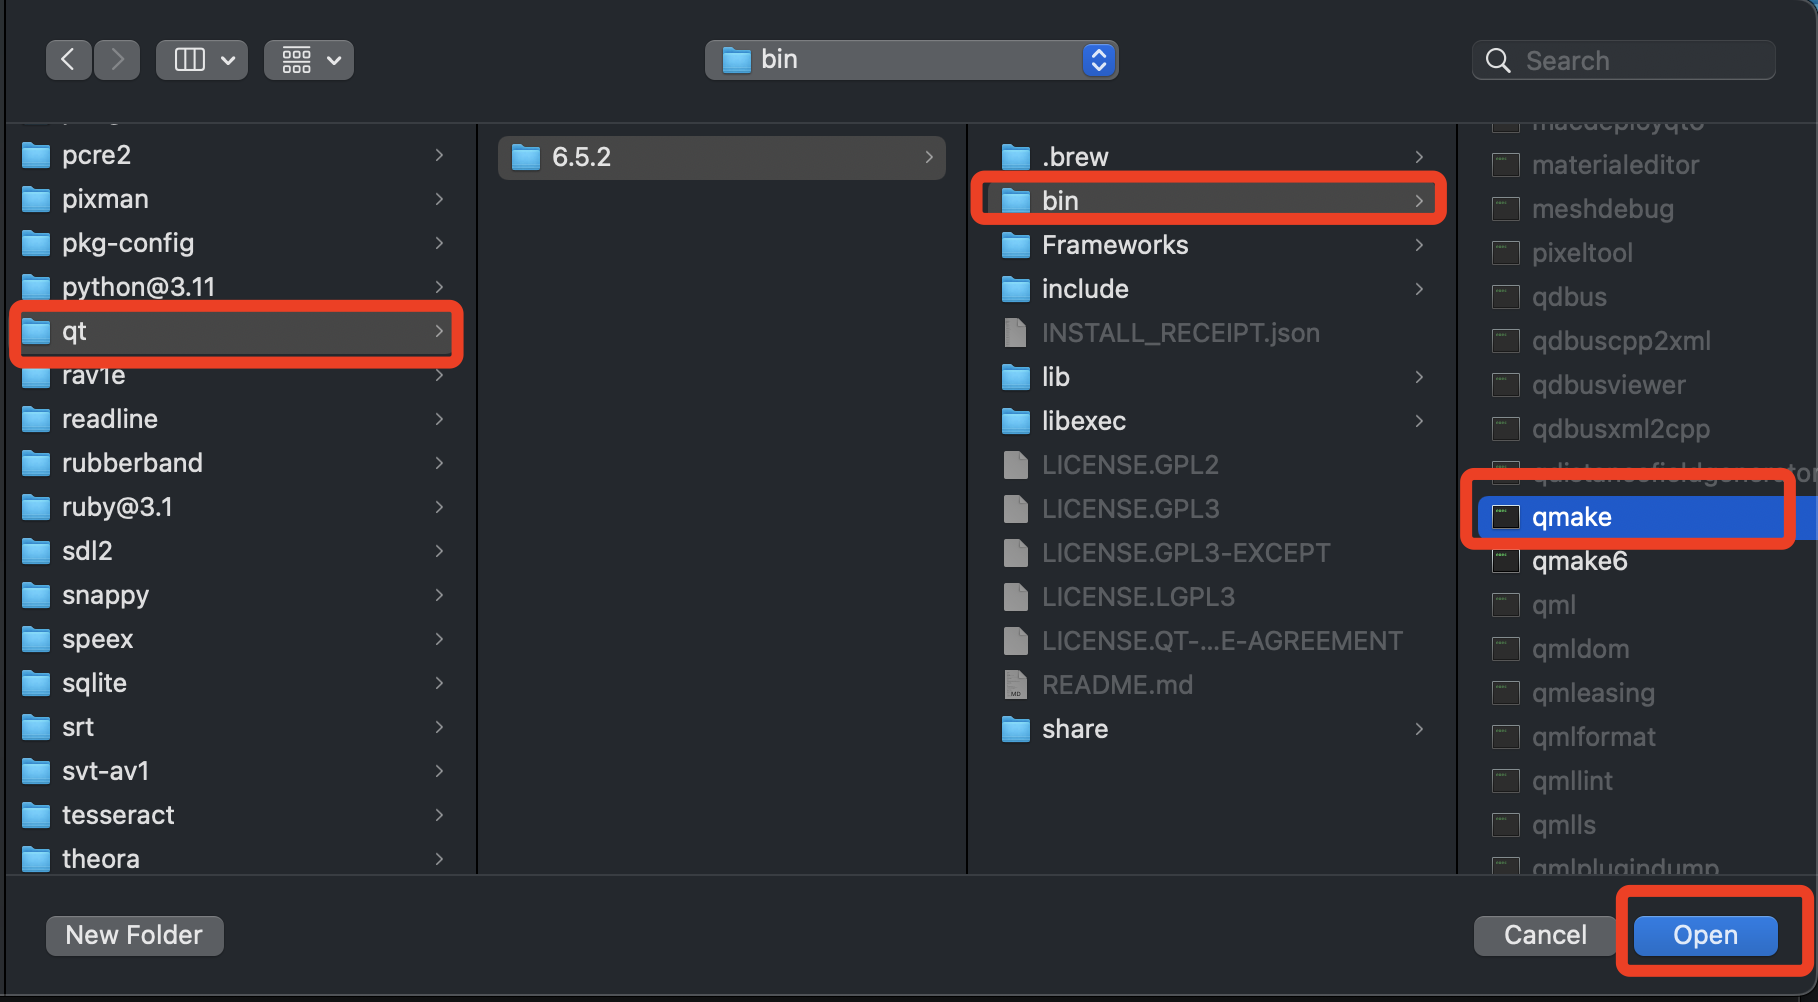 bin
Search
pcre2
pixman
pkg-config
python@3.11
qt
rav1e
readline
rubberband
ruby@3.1
sdl2
snappy
speex
sqlite
srt
svt-av1
tesseract
theora
6.5.2
.brew
bin
Frameworks
include
INSTALL_RECEIPT.json
lib
libexec
LICENSE.GPL2
LICENSE.GPL3
LICENSE.GPL3-EXCEPT
LICENSE.LGPL3
LICENSE.QT-...E-AGREEMENT
README.md
share
macdeployqt6
materialeditor
meshdebug
pixeltool
qdbus
qdbuscpp2xml
qdbusviewer
qdbusxml2cpp
qdistancefieldgenerator
qmake
qmake6
qml
qmldom
qmleasing
qmlformat
qmllint
qmlls
qmlplugindump
New Folder
Cancel
Open